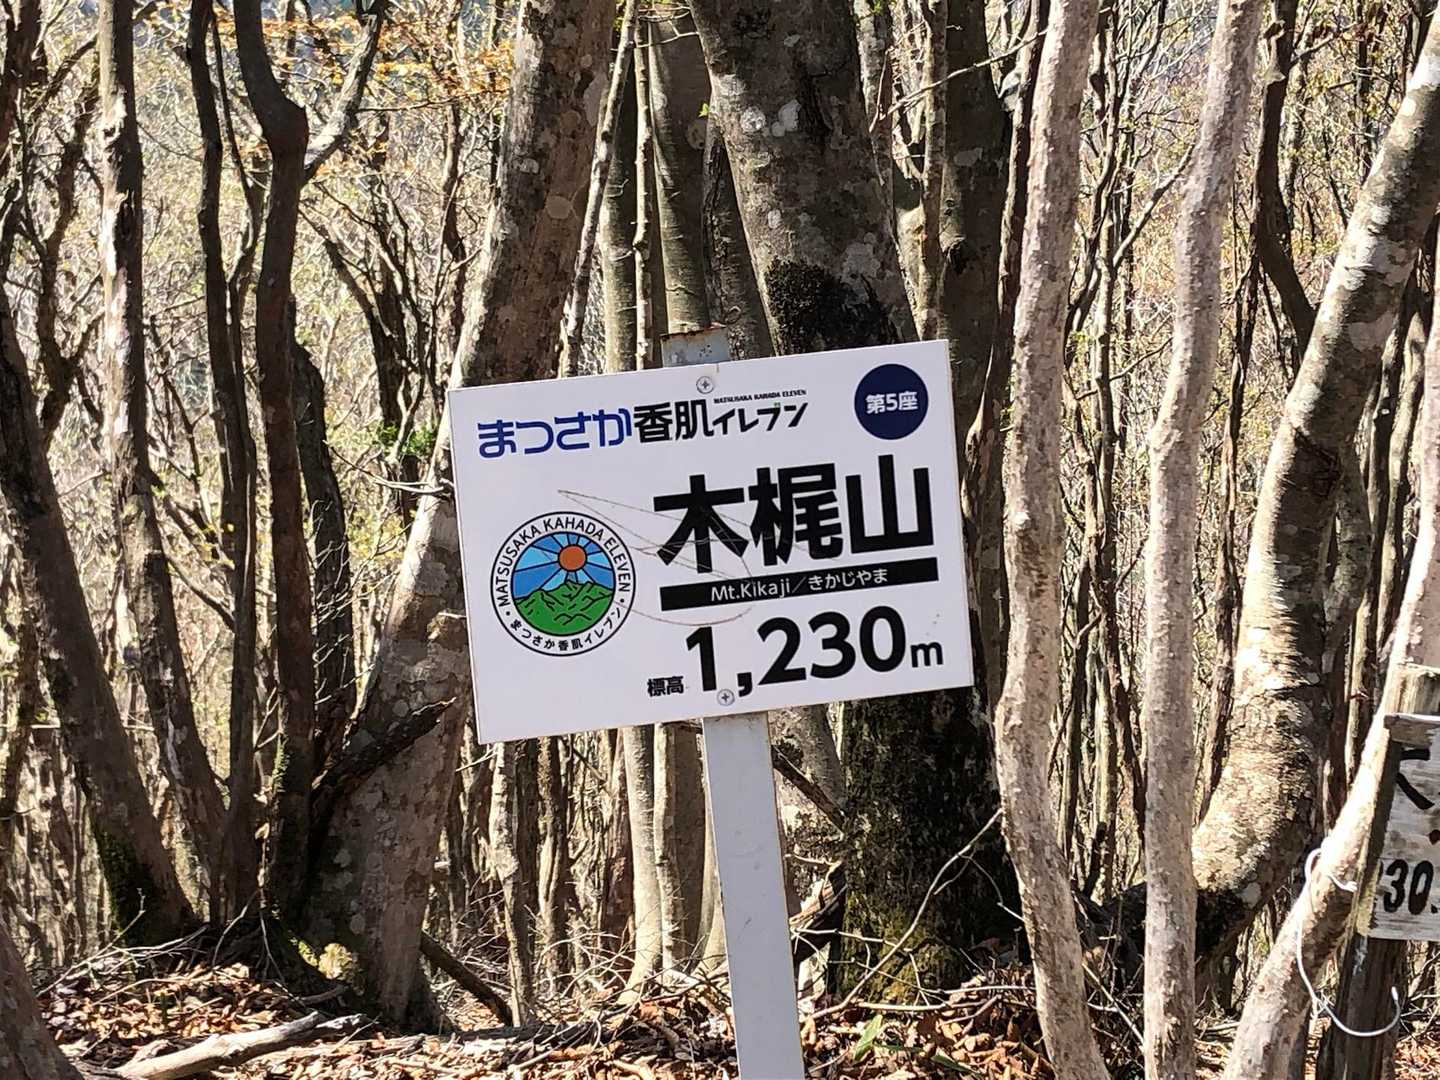 MATSUSAKA KAHADA ELEVEN
まつさか香肌イレブン
第5座
木梶山
Mt.Kikaji／きかじやま
標高 1,230m
MATSUSAKA KAHADA ELEVEN
まつさか香肌イレブン
30.